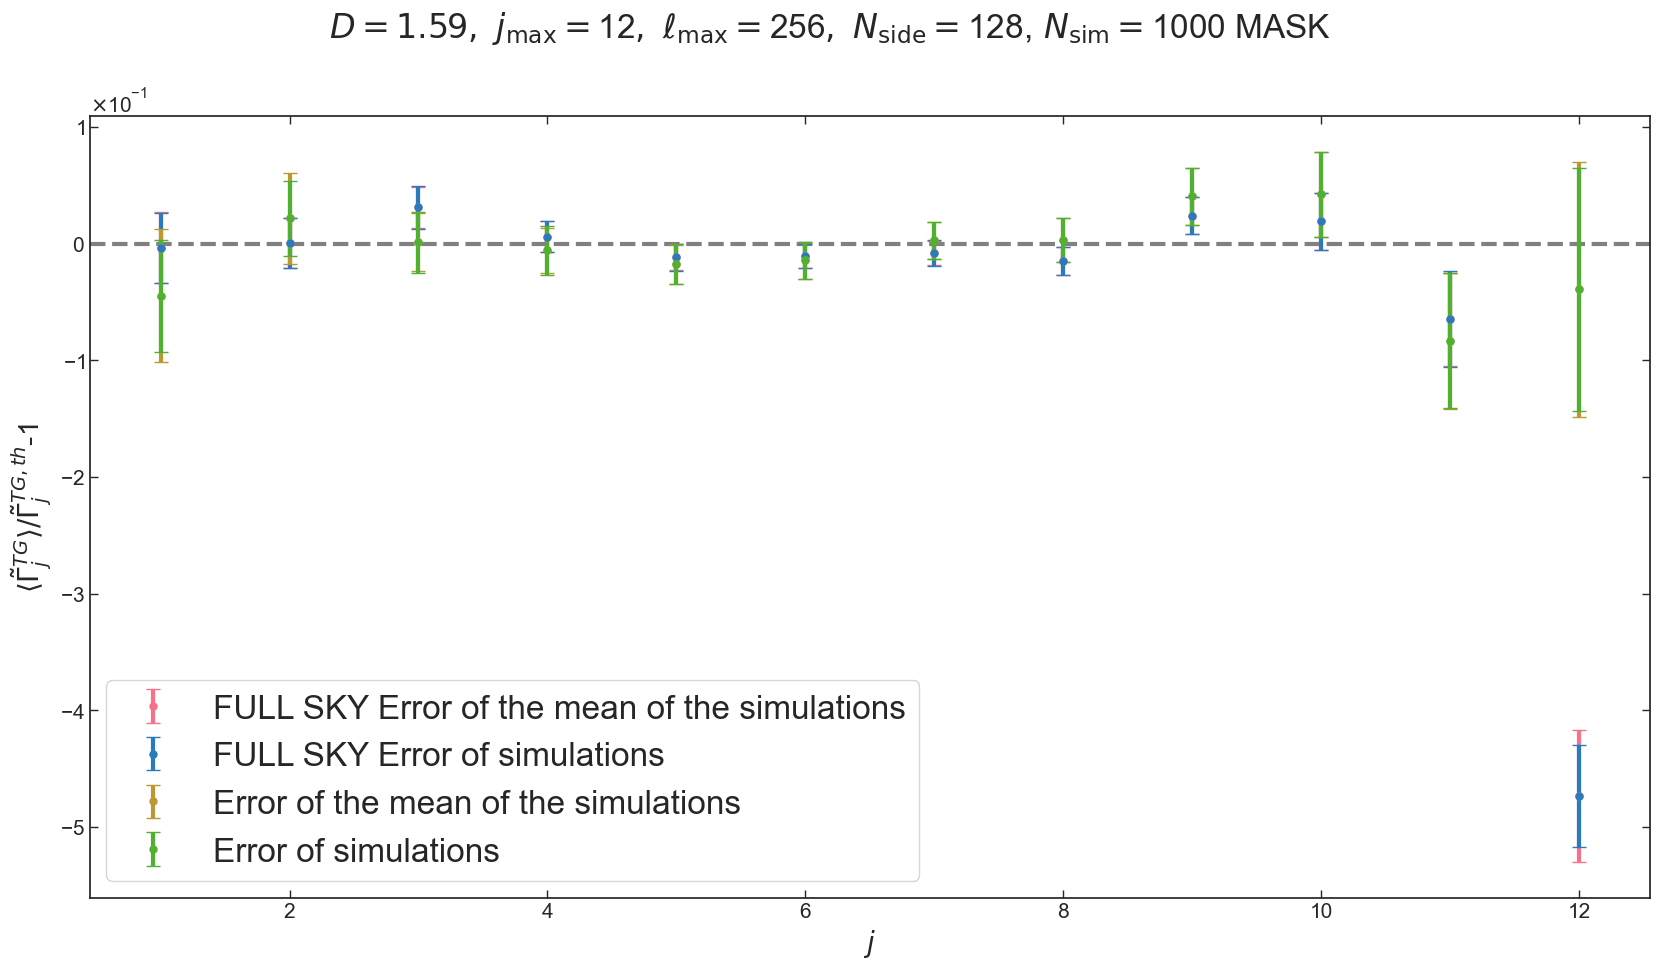 D = 1.59, j_max = 12, ℓ_max = 256, N_side = 128, N_sim = 1000 MASK
×10⁻¹
1
0
−1
−2
−3
−4
−5
⟨Γ̃_j^{TG}⟩/Γ̃_j^{TG, th}-1
FULL SKY Error of the mean of the simulations
FULL SKY Error of simulations
Error of the mean of the simulations
Error of simulations
2 4 6 8 10 12
j